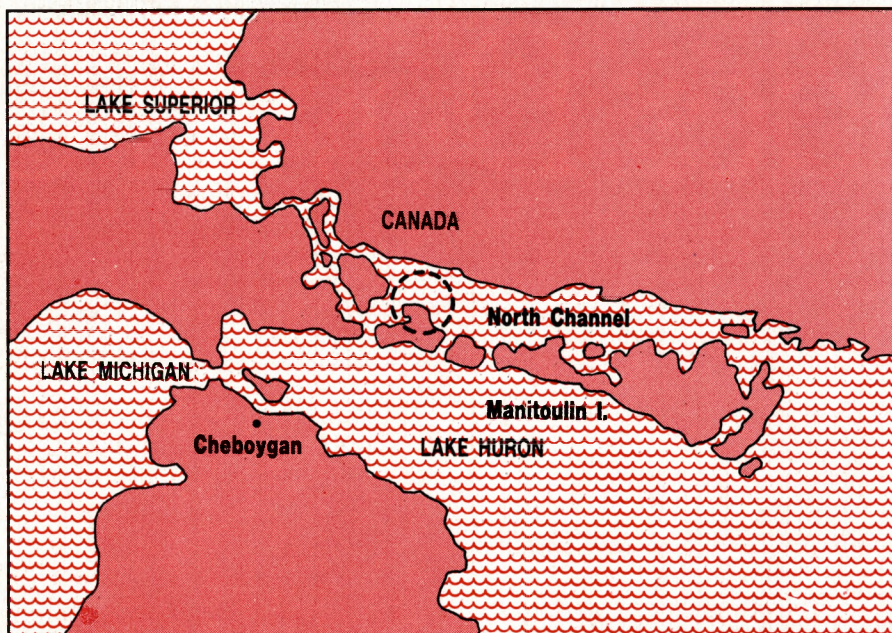 LAKE SUPERIOR
CANADA
North Channel
LAKE MICHIGAN
Manitoulin I.
Cheboygan
LAKE HURON